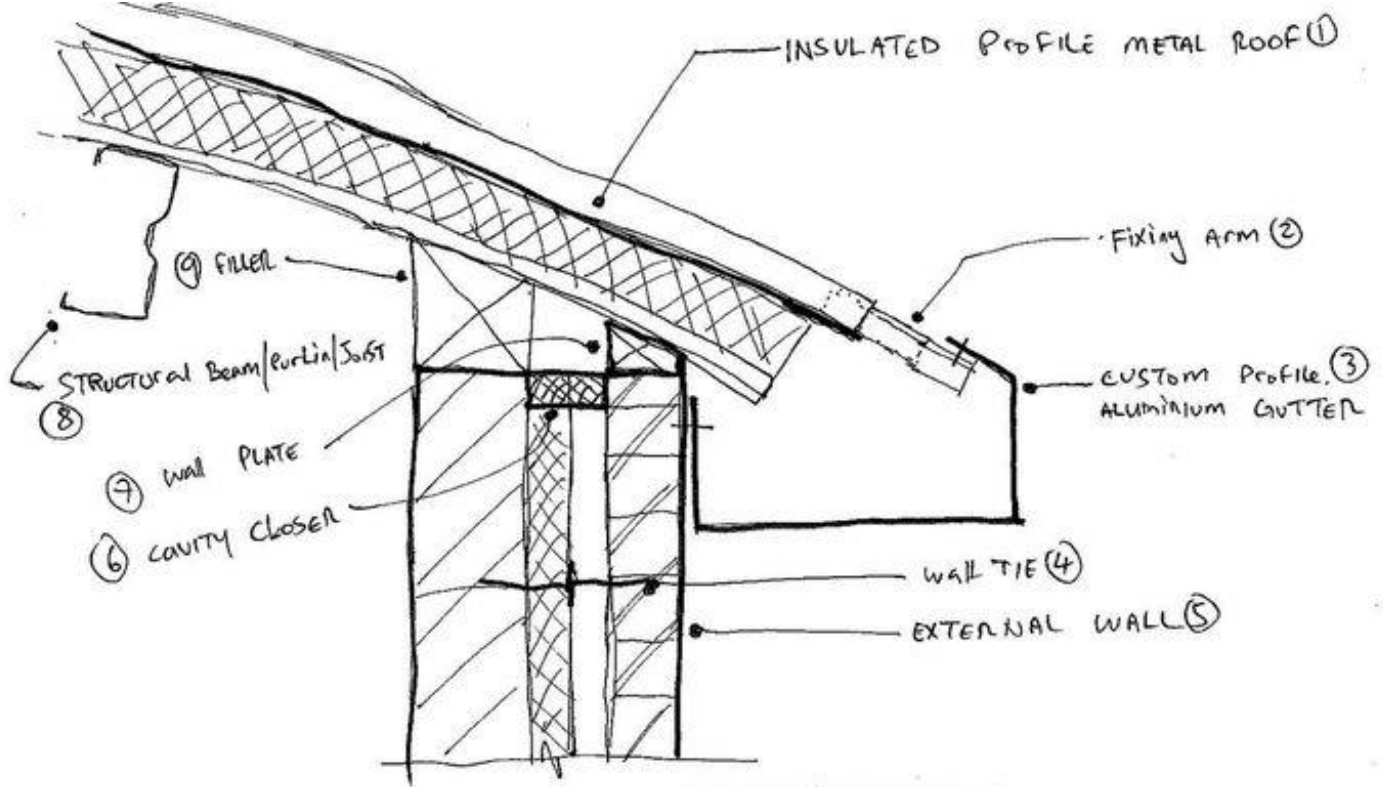 INSULATED PROFILE METAL ROOF ①
Fixing Arm ②
⑨ FILLER
STRUCTURAL Beam/Purlin/Joist
⑧
CUSTOM PROFILE. ③
ALUMINIUM GUTTER
⑦ Wall PLATE
⑥ CAVITY CLOSER
Wall TIE ④
EXTERNAL WALL ⑤